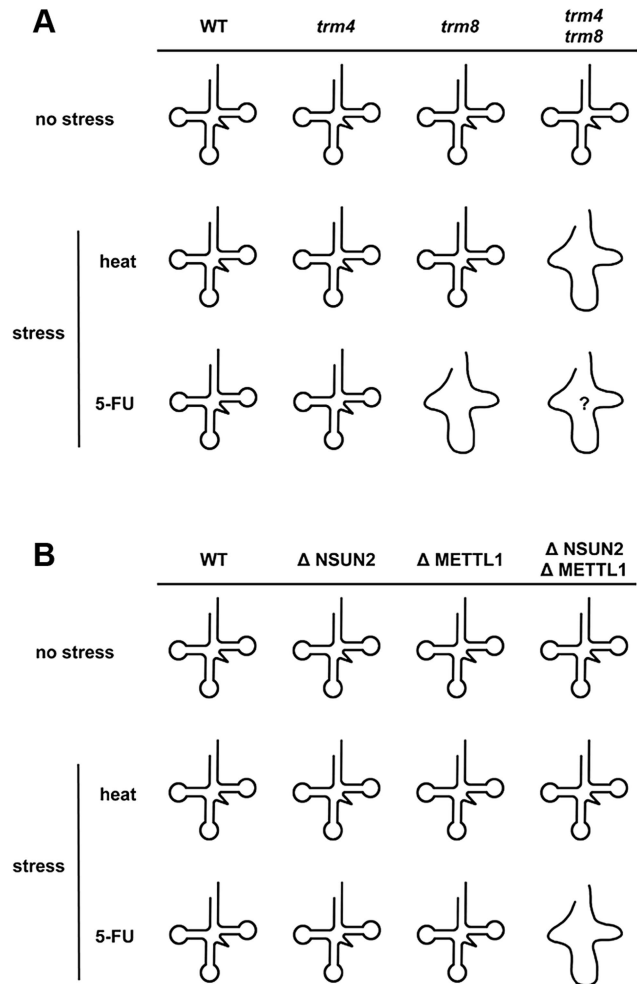 A
WT
trm4
trm8
trm4
trm8
no stress
heat
stress
5-FU
?
B
WT
Δ NSUN2
Δ METTL1
Δ NSUN2
Δ METTL1
no stress
heat
stress
5-FU